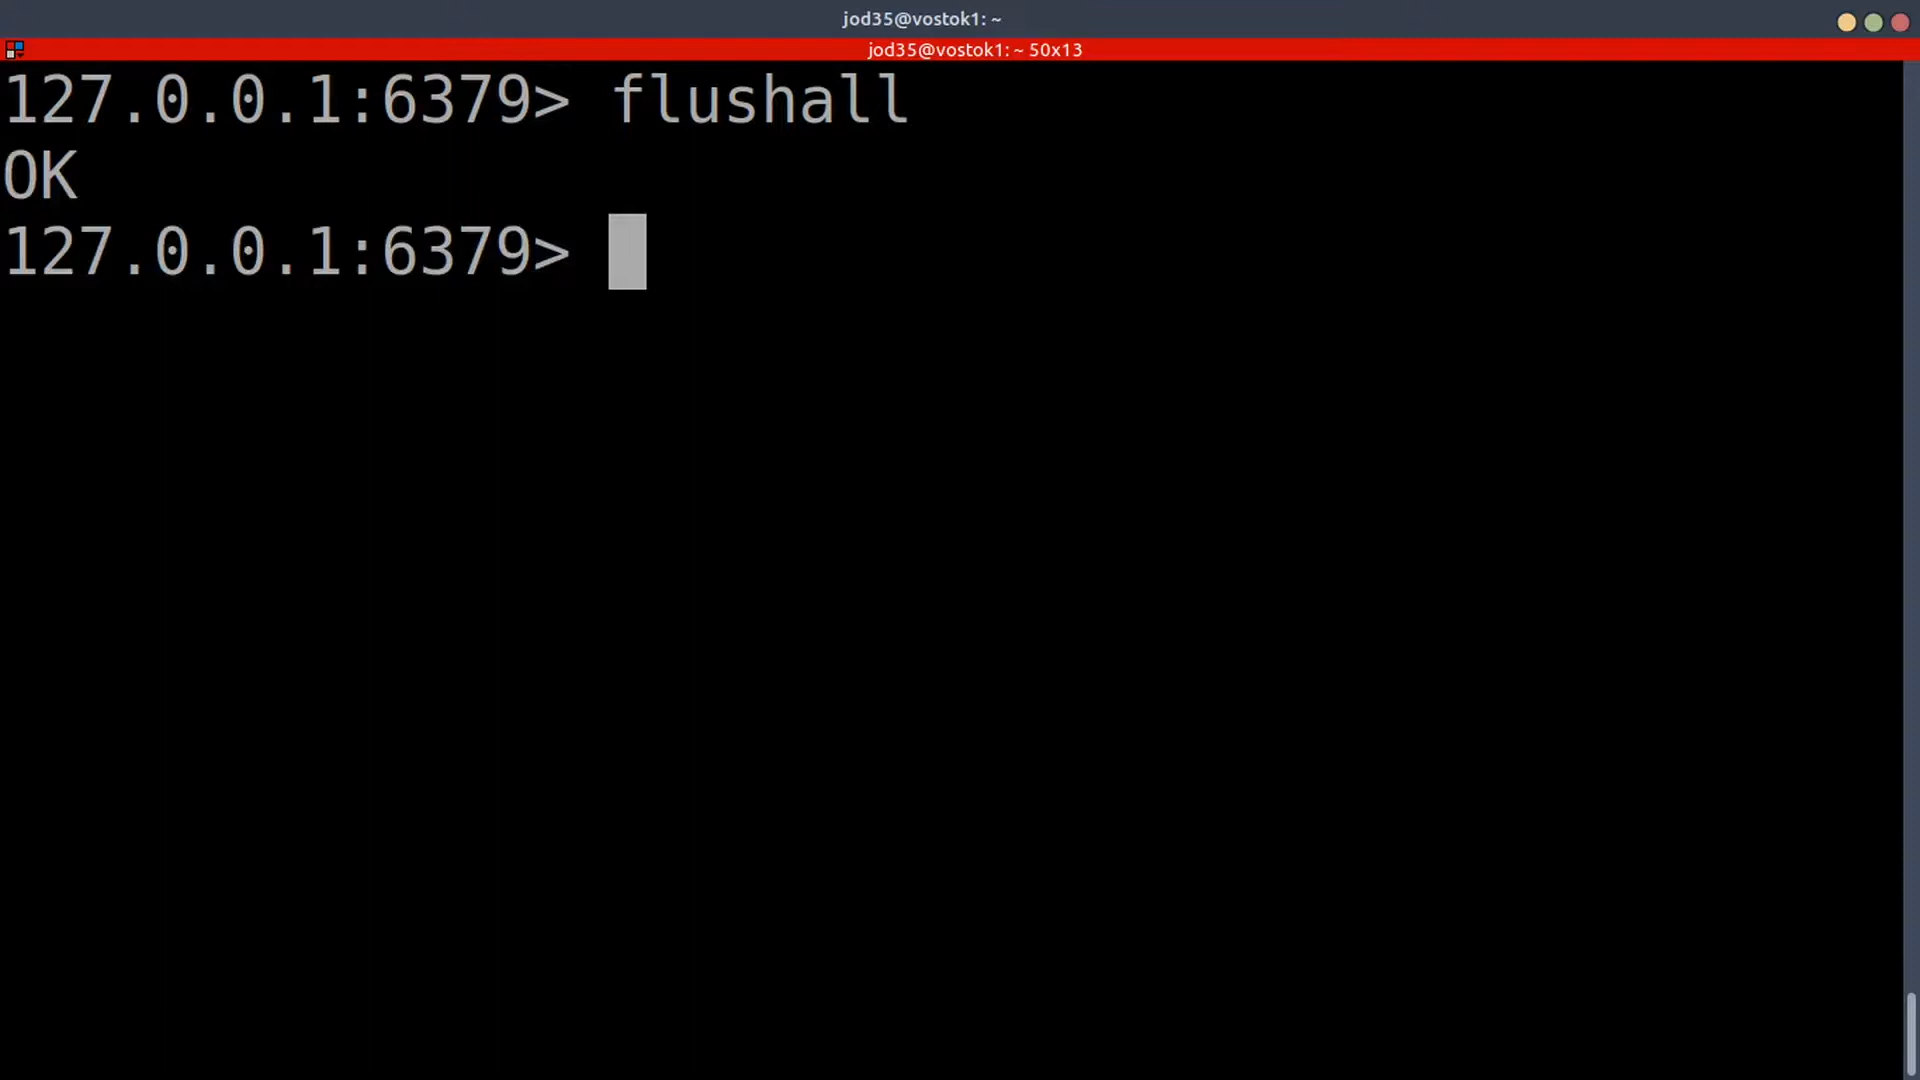 jod35@vostok1: ~
jod35@vostok1: ~ 50x13
127.0.0.1:6379> flushall
OK
127.0.0.1:6379>